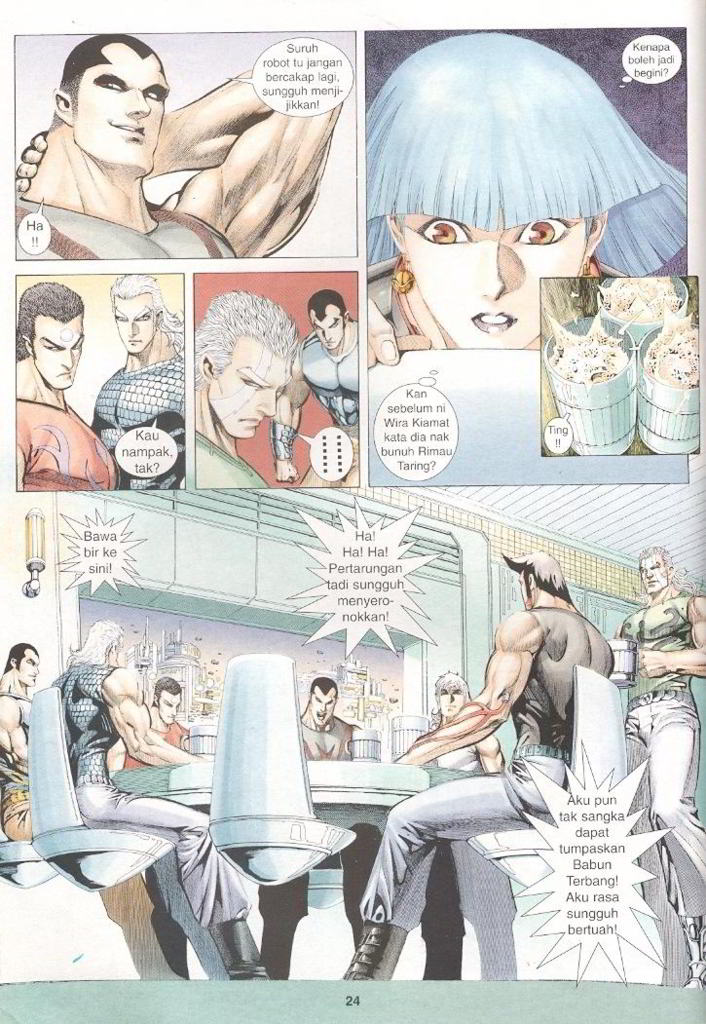 Suruh
robot tu jangan
bercakap lagi,
sungguh menji-
jikkan!
Ha
!!
Kenapa
boleh jadi
begini?
Kan
sebelum ni
Wira Kiamat
kata dia nak
bunuh Rimau
Taring?
Ting
!!
Kau
nampak,
tak?
Bawa
bir ke
sini!
Ha!
Ha! Ha!
Pertarungan
tadi sungguh
menyero-
nokkan!
Aku pun
tak sangka
dapat
tumpaskan
Babun
Terbang!
Aku rasa
sungguh
bertuah!
24